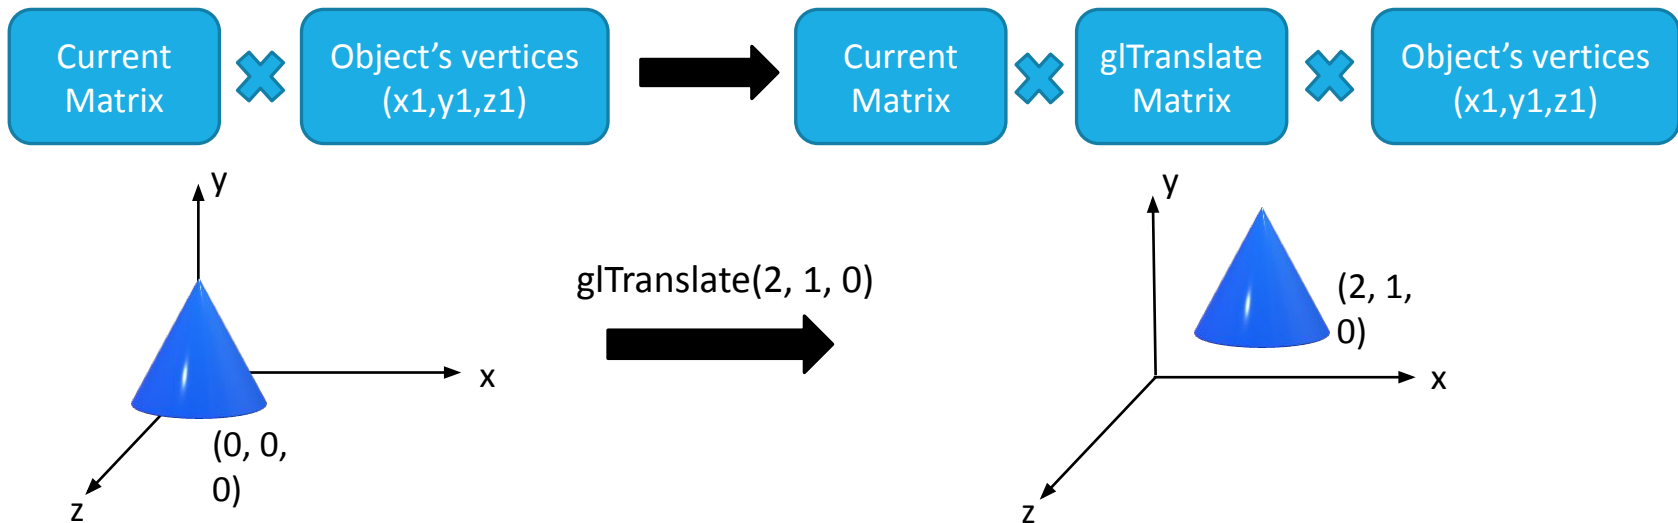 Current
Matrix
Object's vertices
(x1,y1,z1)
Current
Matrix
glTranslate
Matrix
Object's vertices
(x1,y1,z1)
y
x
z
(0, 0,
0)
glTranslate(2, 1, 0)
y
(2, 1,
0)
x
z